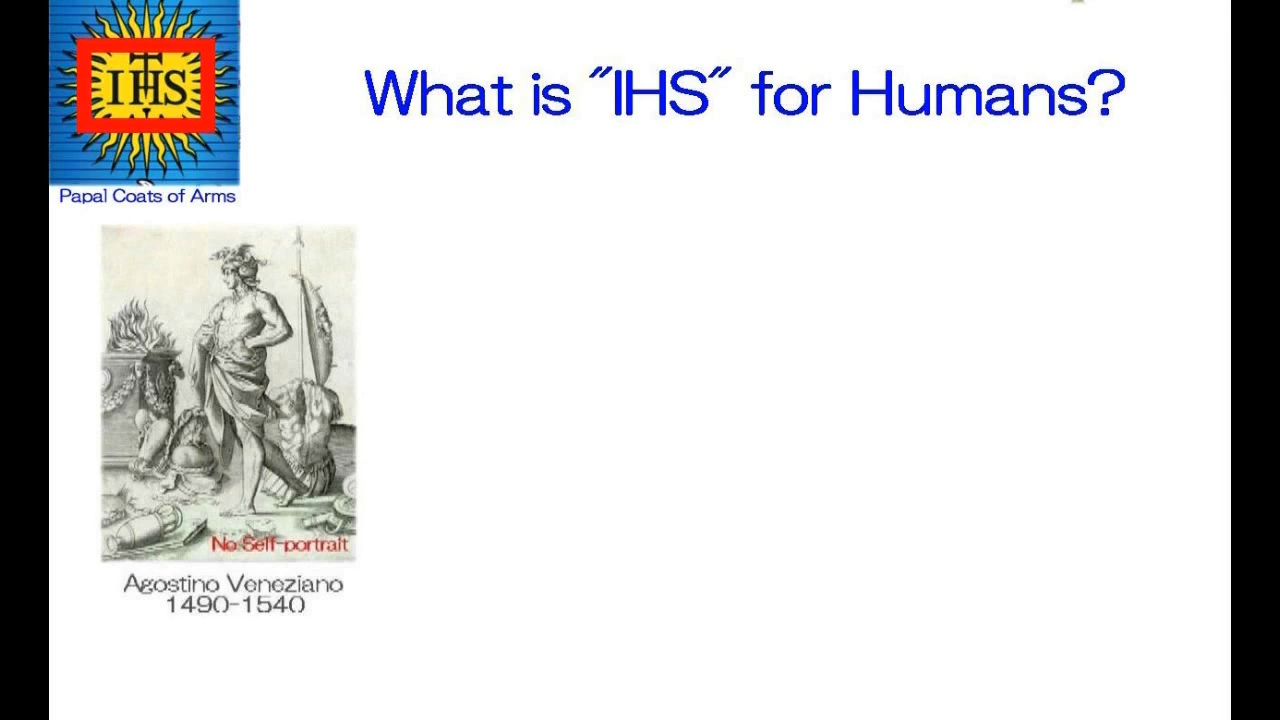 IHS
What is "IHS" for Humans?
Papal Coats of Arms
No Self-portrait
Agostino Veneziano
1490-1540